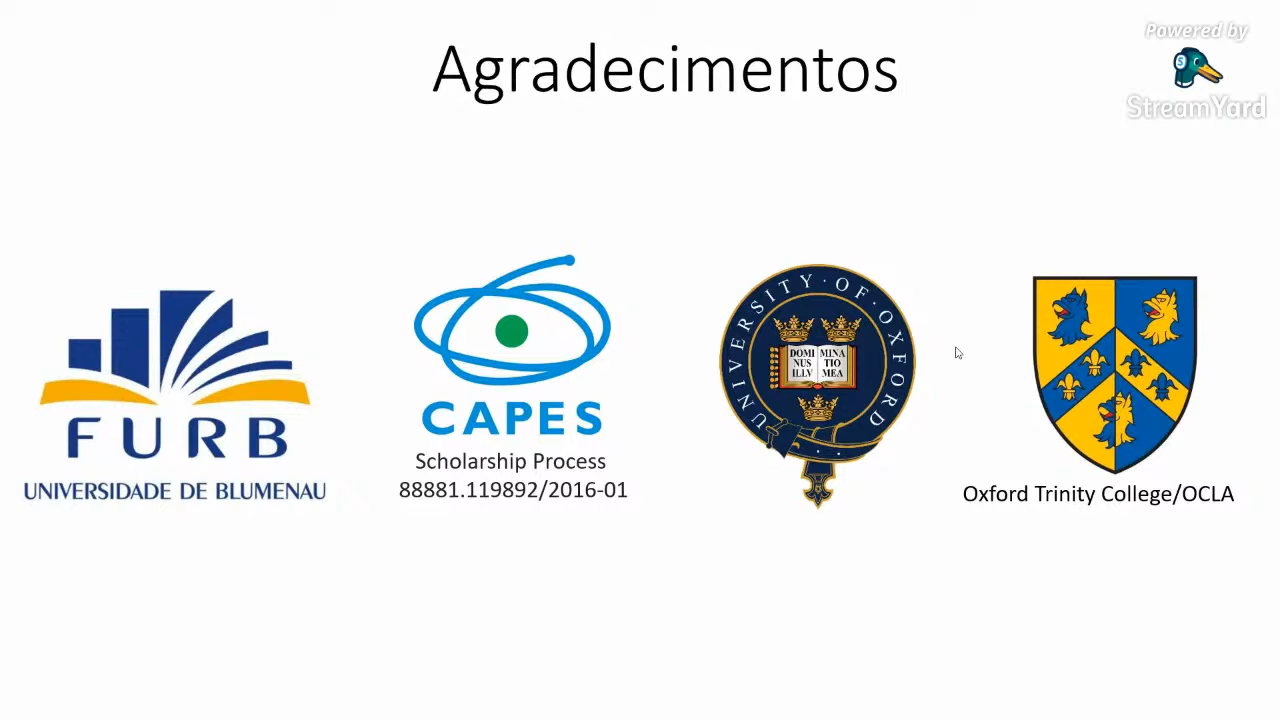 Agradecimentos
Powered by
StreamYard
FURB
UNIVERSIDADE DE BLUMENAU
CAPES
Scholarship Process
88881.119892/2016-01
UNIVERSITY · OF · OXFORD
DOMI MINA
NUS TIO
ILLV MEA
Oxford Trinity College/OCLA